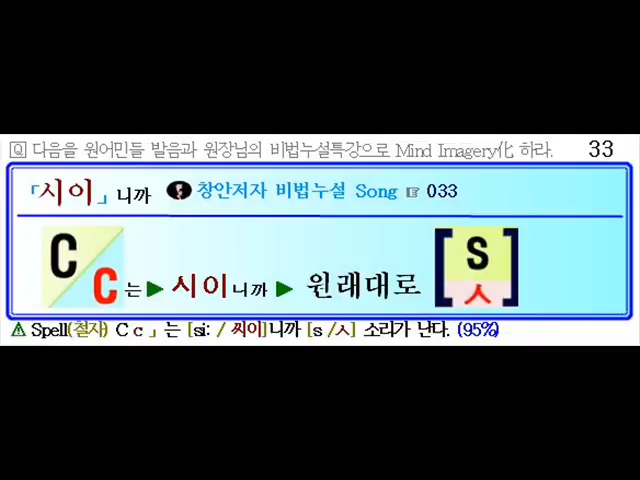 Q 다음을 원어민들 발음과 원장님의 비법누설특강으로 Mind Imagery化 하라. 33
「시이」 니까 창안저자 비법누설 Song ☞ 033
C c 는 ▶ 시이니까 ▶ 원래대로 [s ㅅ]
⚠ Spell(철자) C c 」 는 [si: / 씨이]니까 [s /ㅅ] 소리가 난다. (95%)